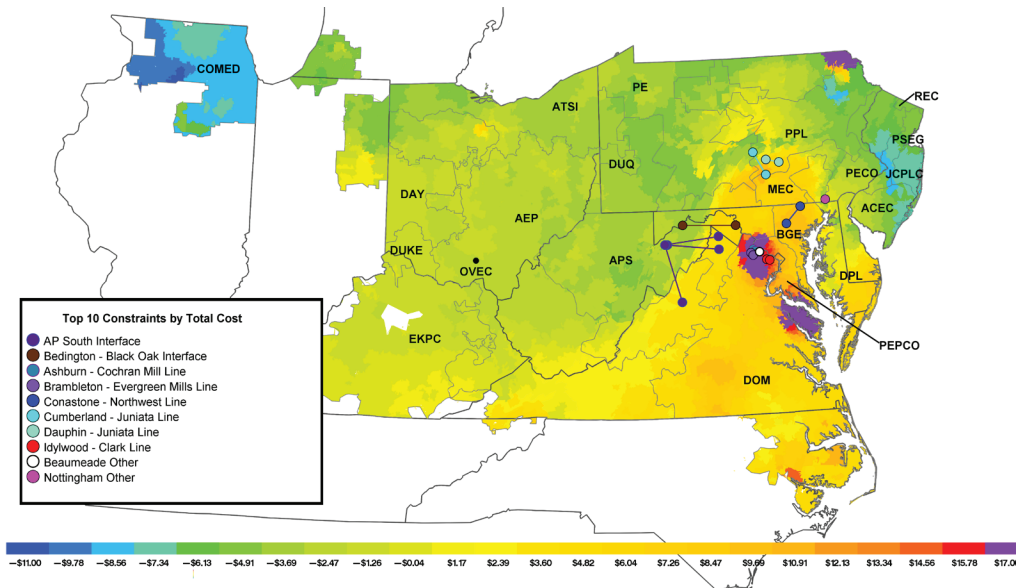 COMED
PE
ATSI
REC
PPL
PSEG
DUQ
PECO
JCPLC
MEC
DAY
ACEC
AEP
BGE
DUKE
APS
OVEC
DPL
PEPCO
EKPC
DOM
Top 10 Constraints by Total Cost
AP South Interface
Bedington - Black Oak Interface
Ashburn - Cochran Mill Line
Brambleton - Evergreen Mills Line
Conastone - Northwest Line
Cumberland - Juniata Line
Dauphin - Juniata Line
Idylwood - Clark Line
Beaumeade Other
Nottingham Other
—$11.00 —$9.78 —$8.56 —$7.34 —$6.13 —$4.91 —$3.69 —$2.47 —$1.26 —$0.04 $1.17 $2.39 $3.60 $4.82 $6.04 $7.26 $8.47 $9.69 $10.91 $12.13 $13.34 $14.56 $15.78 $17.00